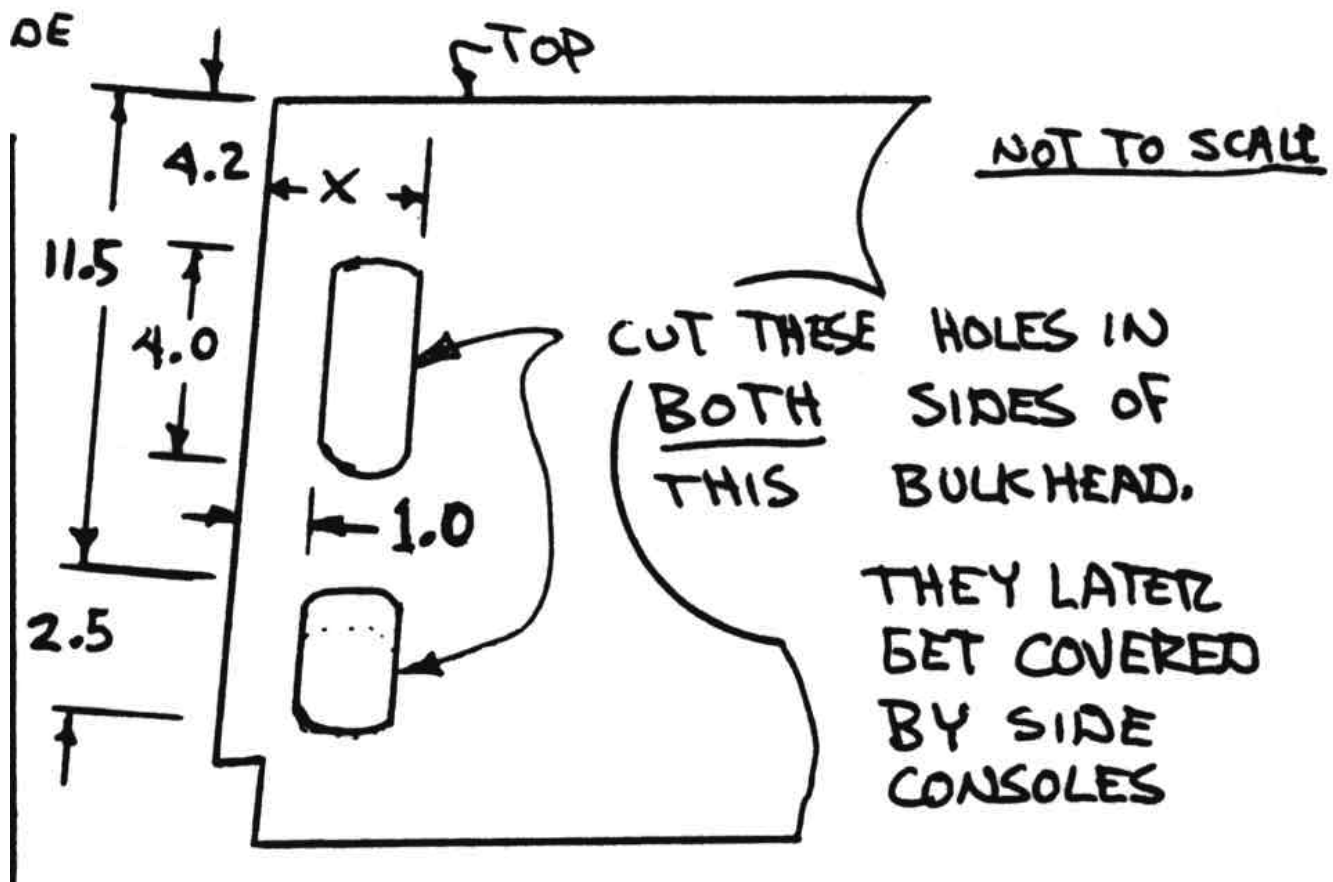 DE
TOP
NOT TO SCALE
4.2
X
11.5
4.0
CUT THESE HOLES IN
BOTH SIDES OF
THIS BULKHEAD.
1.0
THEY LATER
GET COVERED
BY SIDE
CONSOLES
2.5